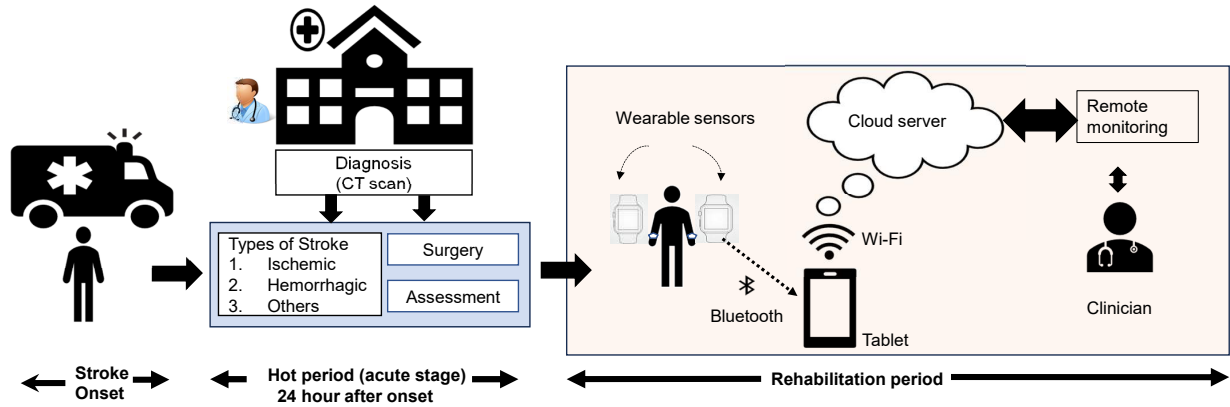 Diagnosis
(CT scan)
Types of Stroke
1. Ischemic
2. Hemorrhagic
3. Others
Surgery
Assessment
Wearable sensors
Cloud server
Remote
monitoring
Wi-Fi
Bluetooth
Tablet
Clinician
Stroke
Onset
Hot period (acute stage)
24 hour after onset
Rehabilitation period